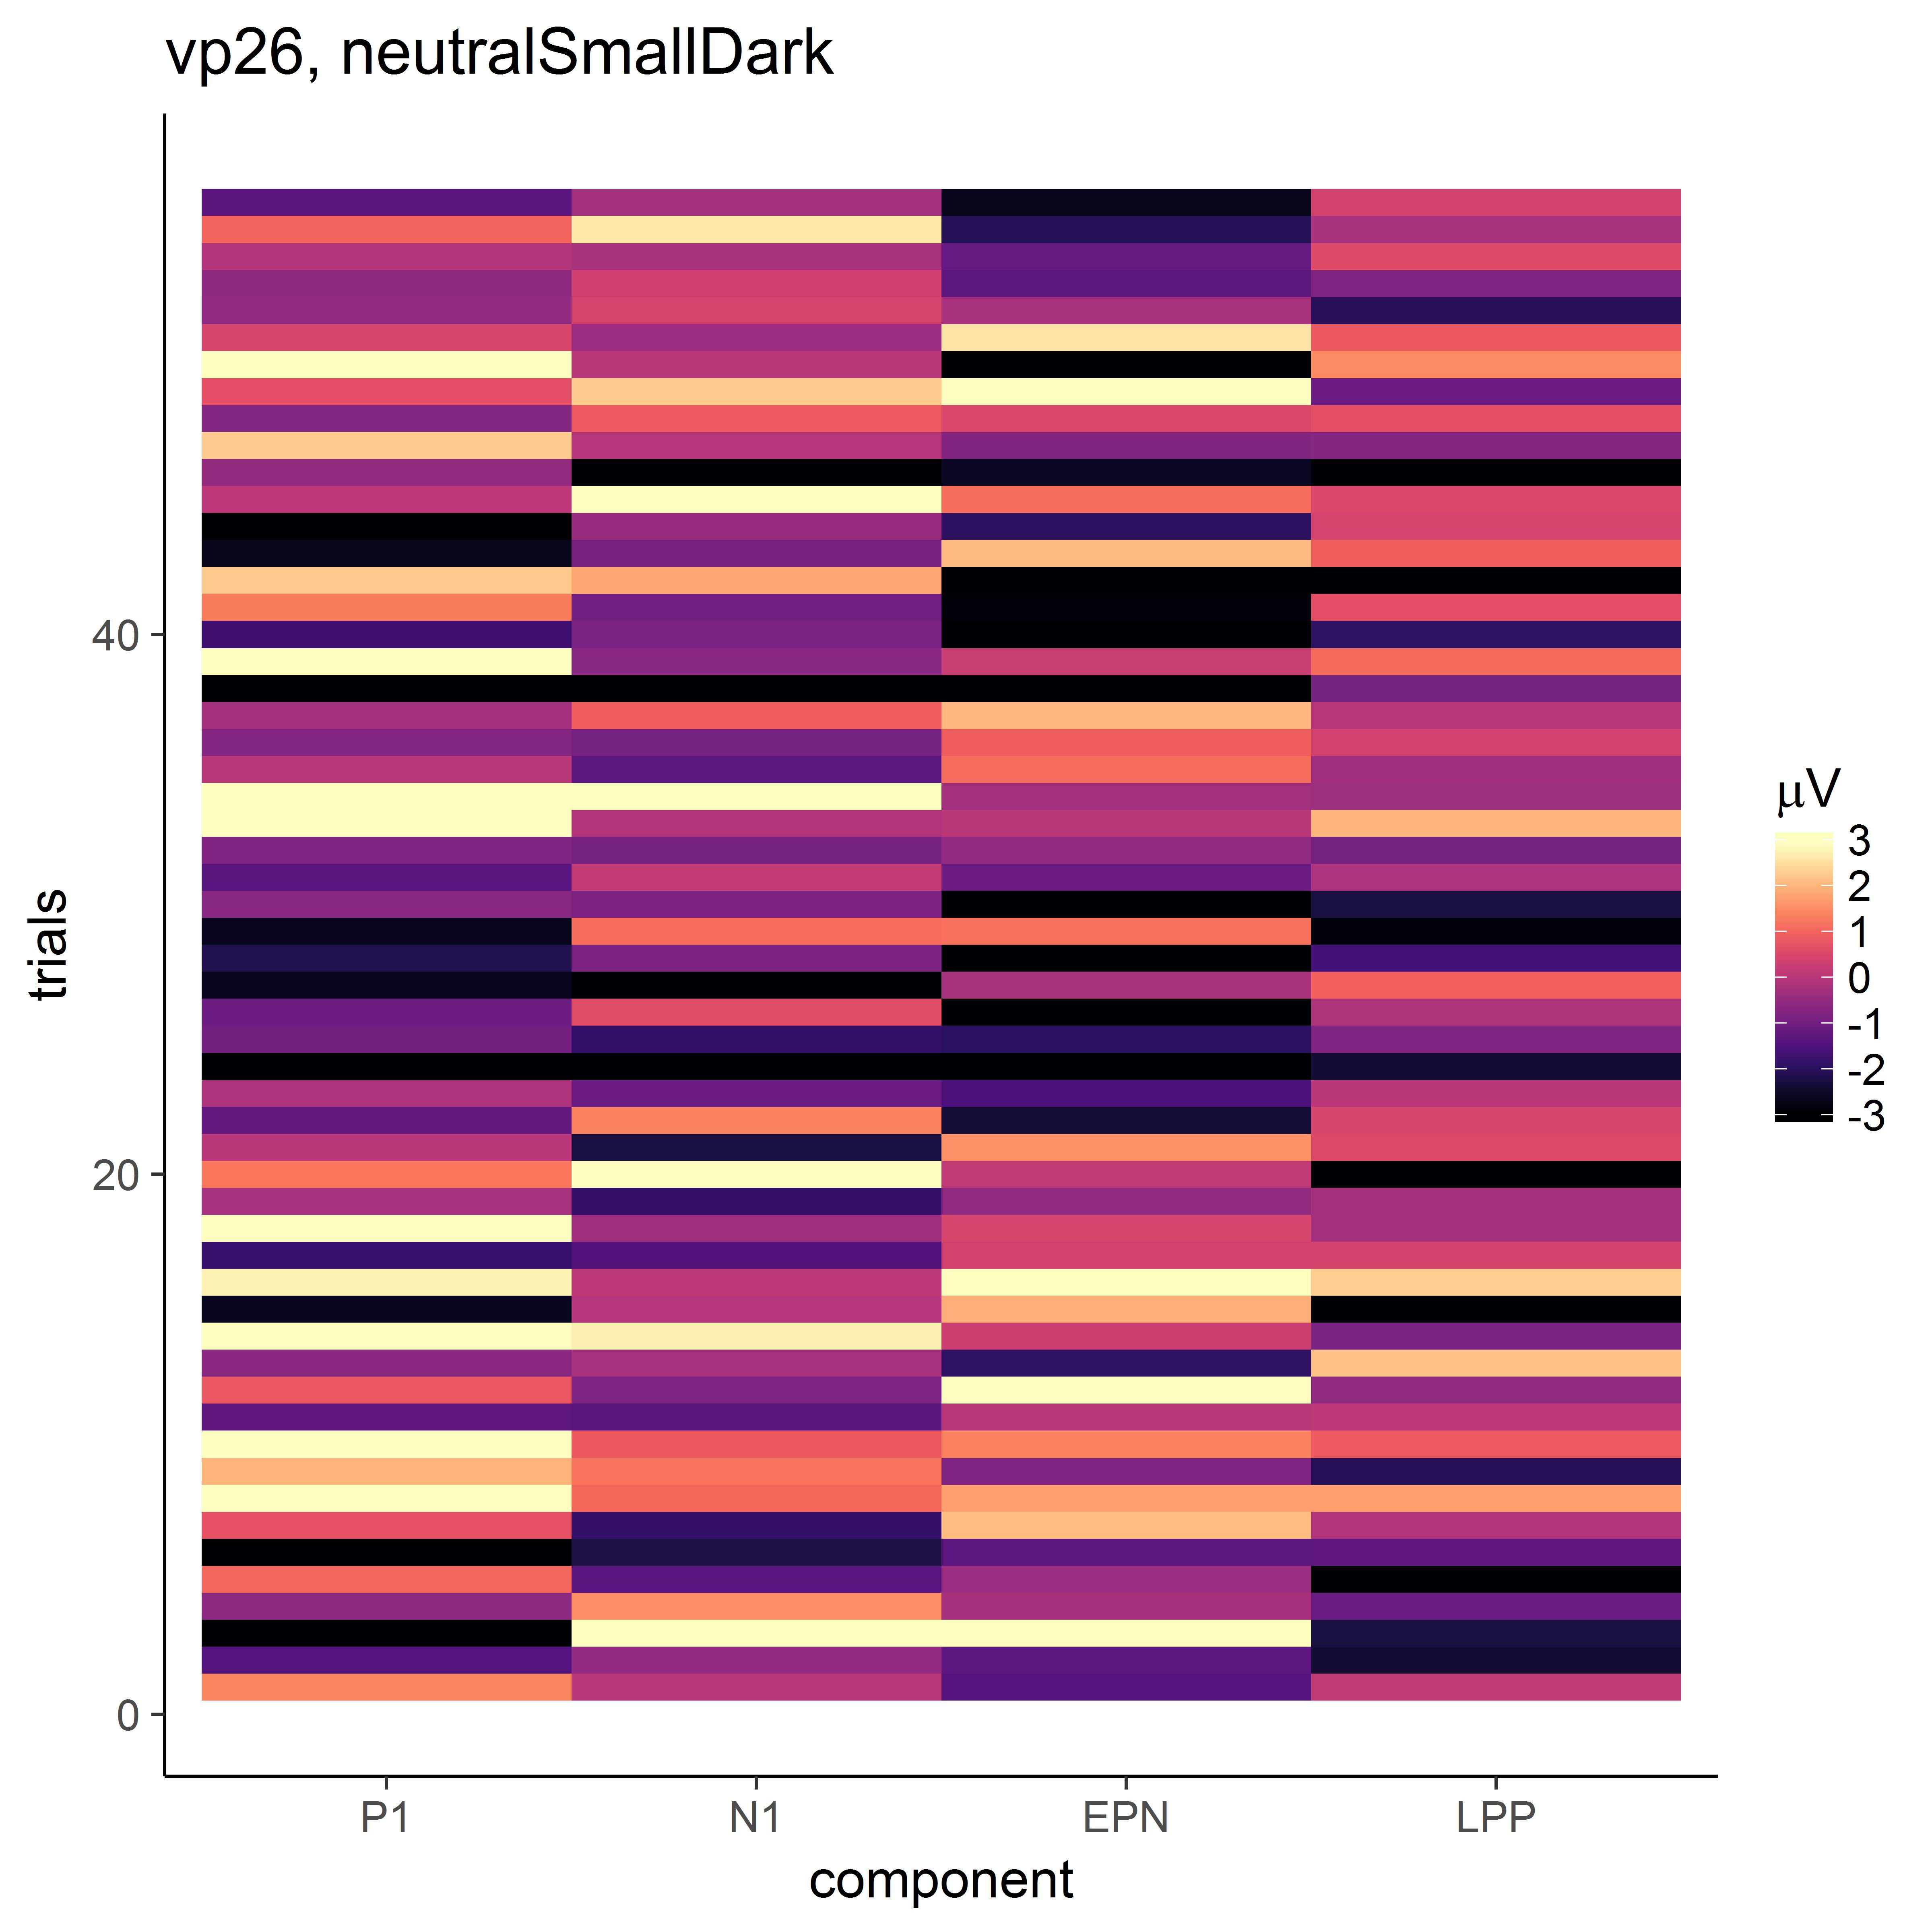 vp26, neutralSmallDark
trials
40
20
0
P1
N1
EPN
LPP
component
μV
3
2
1
0
-1
-2
-3